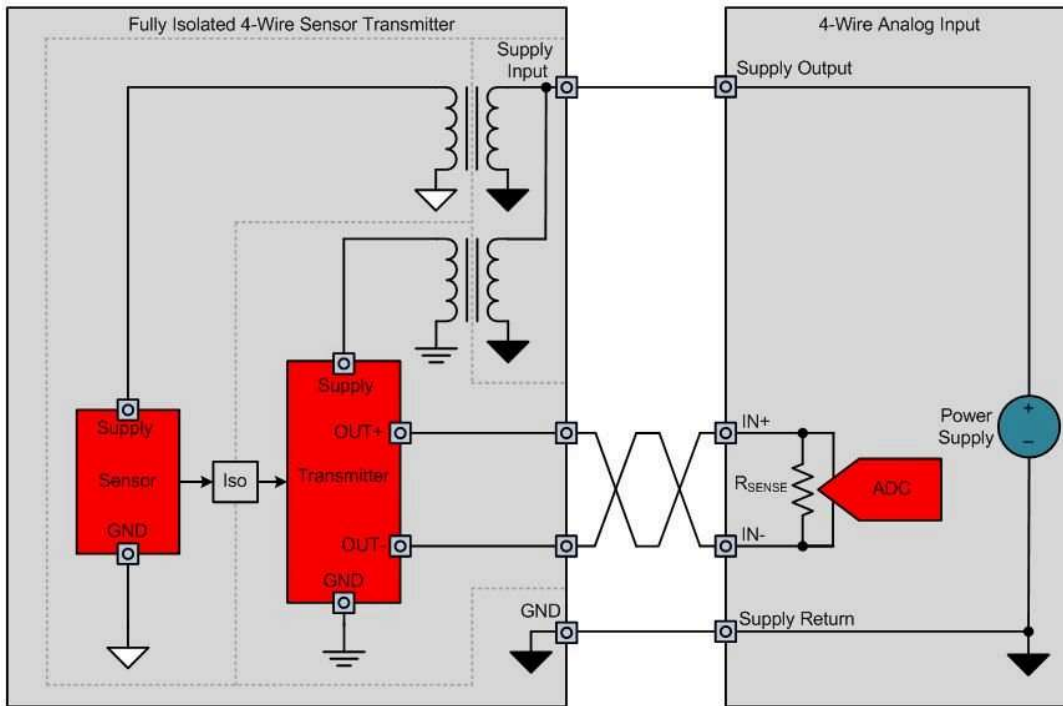 Fully Isolated 4-Wire Sensor Transmitter
4-Wire Analog Input
Supply
Input
Supply Output
Supply
OUT+
Transmitter
OUT-
GND
Supply
Sensor
GND
Iso
IN+
RSENSE
IN-
ADC
+
Power
Supply
−
GND
Supply Return